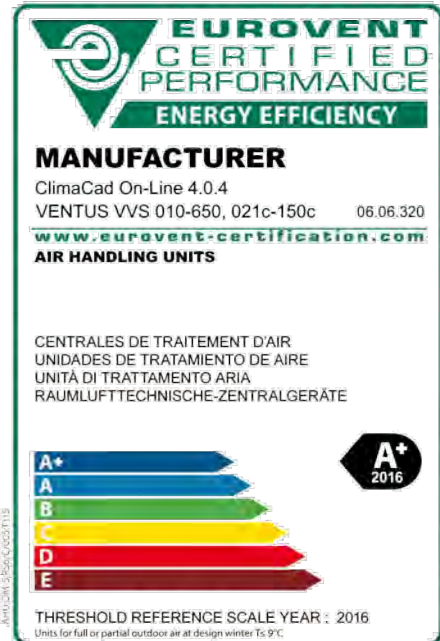 EUROVENT
CERTIFIED
PERFORMANCE
ENERGY EFFICIENCY
MANUFACTURER
ClimaCad On-Line 4.0.4
VENTUS VVS 010-650, 021c-150c 06.06.320
www.eurovent-certification.com
AIR HANDLING UNITS
CENTRALES DE TRAITEMENT D'AIR
UNIDADES DE TRATAMIENTO DE AIRE
UNITÀ DI TRATTAMENTO ARIA
RAUMLUFTTECHNISCHE-ZENTRALGERÄTE
A+
A
B
C
D
E
A+
2016
THRESHOLD REFERENCE SCALE YEAR : 2016
Units for full or partial outdoor air at design winter T≤ 9°C